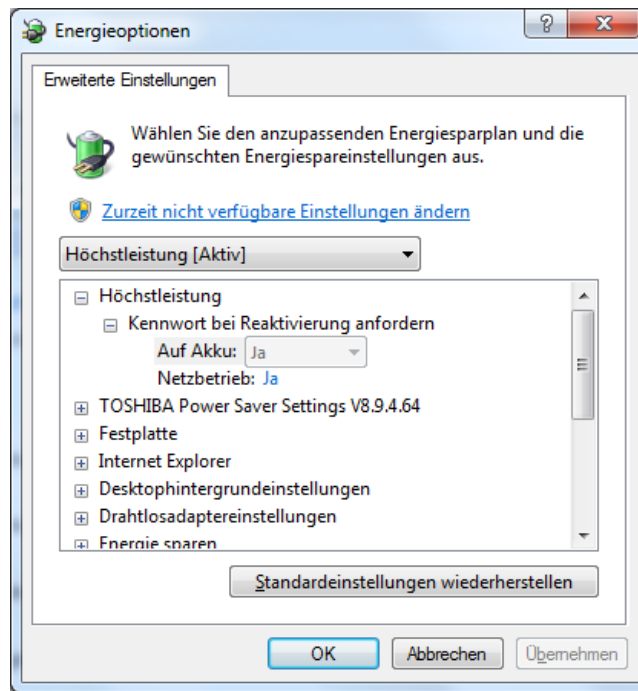 Energieoptionen
Erweiterte Einstellungen
Wählen Sie den anzupassenden Energiesparplan und die
gewünschten Energiespareinstellungen aus.
Zurzeit nicht verfügbare Einstellungen ändern
Höchstleistung [Aktiv]
Höchstleistung
Kennwort bei Reaktivierung anfordern
Auf Akku: Ja
Netzbetrieb: Ja
TOSHIBA Power Saver Settings V8.9.4.64
Festplatte
Internet Explorer
Desktophintergrundeinstellungen
Drahtlosadaptereinstellungen
Energie sparen
Standardeinstellungen wiederherstellen
OK Abbrechen Übernehmen